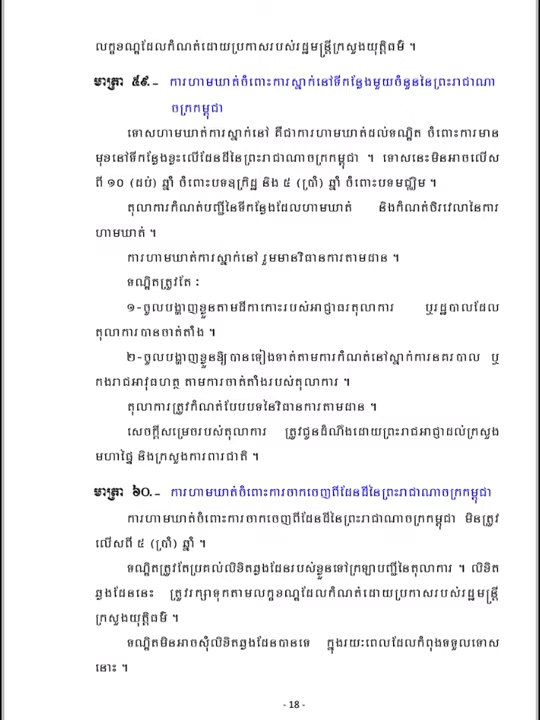 លក្ខខណ្ឌដែលកំណត់ដោយប្រកាសរបស់រដ្ឋមន្ត្រីក្រសួងយុត្តិធម៌ ។
មាត្រា ៥៩._ ការហាមឃាត់ចំពោះការស្នាក់នៅទីកន្លែងមួយចំនួននៃព្រះរាជាណា
ចក្រកម្ពុជា
ទោសហាមឃាត់ការស្នាក់នៅ គឺជាការហាមឃាត់ដល់ទណ្ឌិត ចំពោះការមាន
មុខនៅទីកន្លែងខ្លះលើដែនដីនៃព្រះរាជាណាចក្រកម្ពុជា ។ ទោសនេះមិនអាចលើស
ពី ១០ (ដប់) ឆ្នាំ ចំពោះបទឧក្រិដ្ឋ និង ៥ (ប្រាំ) ឆ្នាំ ចំពោះបទមជ្ឈិម ។
តុលាការកំណត់បញ្ជីនៃទីកន្លែងដែលហាមឃាត់ និងកំណត់ថិរវេលានៃការ
ហាមឃាត់ ។
ការហាមឃាត់ការស្នាក់នៅ រួមមានវិធានការតាមដាន ។
ទណ្ឌិតត្រូវតែ ៖
១-ចូលបង្ហាញខ្លួនតាមដីកាកោះរបស់អាជ្ញាធរតុលាការ ឬរដ្ឋបាលដែល
តុលាការបានចាត់តាំង ។
២-ចូលបង្ហាញខ្លួនឱ្យបានទៀងទាត់តាមការកំណត់នៅស្នាក់ការនគរបាល ឬ
កងរាជអាវុធហត្ថ តាមការចាត់តាំងរបស់តុលាការ ។
តុលាការត្រូវកំណត់បែបបទនៃវិធានការតាមដាន ។
សេចក្តីសម្រេចរបស់តុលាការ ត្រូវជូនដំណឹងដោយព្រះរាជអាជ្ញាដល់ក្រសួង
មហាផ្ទៃ និងក្រសួងការពារជាតិ ។
មាត្រា ៦០._ ការហាមឃាត់ចំពោះការចាកចេញពីដែនដីនៃព្រះរាជាណាចក្រកម្ពុជា
ការហាមឃាត់ចំពោះការចាកចេញពីដែនដីនៃព្រះរាជាណាចក្រកម្ពុជា មិនត្រូវ
លើសពី ៥ (ប្រាំ) ឆ្នាំ ។
ទណ្ឌិតត្រូវតែប្រគល់លិខិតឆ្លងដែនរបស់ខ្លួនទៅក្រឡាបញ្ជីនៃតុលាការ ។ លិខិត
ឆ្លងដែននេះ ត្រូវរក្សាទុកតាមលក្ខខណ្ឌដែលកំណត់ដោយប្រកាសរបស់រដ្ឋមន្ត្រី
ក្រសួងយុត្តិធម៌ ។
ទណ្ឌិតមិនអាចសុំលិខិតឆ្លងដែនបានទេ ក្នុងរយៈពេលដែលកំពុងទទួលទោស
នោះ ។
- 18 -